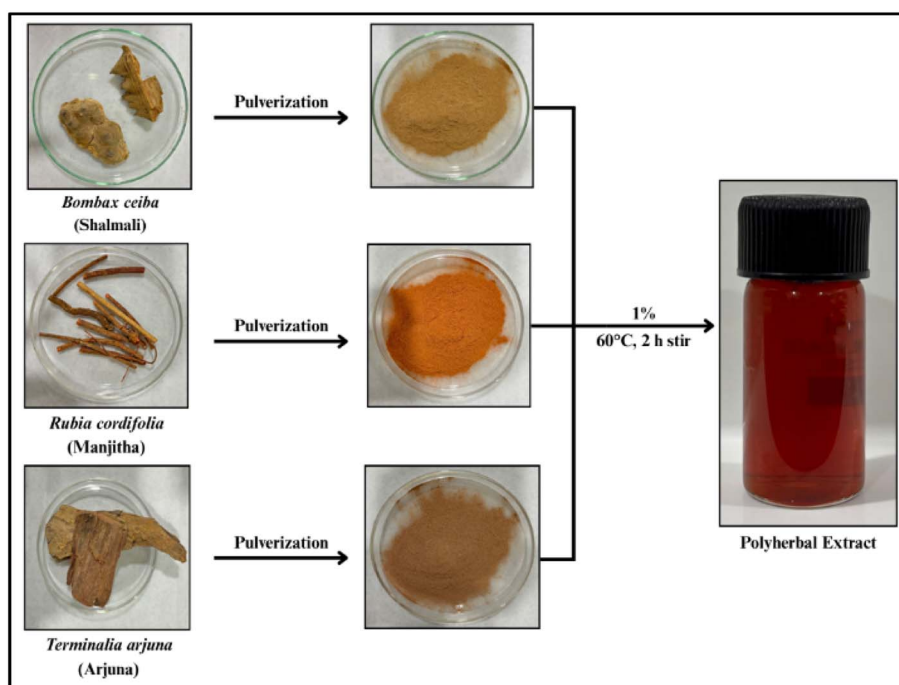 Pulverization
Bombax ceiba
(Shalmali)
Pulverization
Rubia cordifolia
(Manjitha)
Pulverization
Terminalia arjuna
(Arjuna)
1%
60°C, 2 h stir
Polyherbal Extract